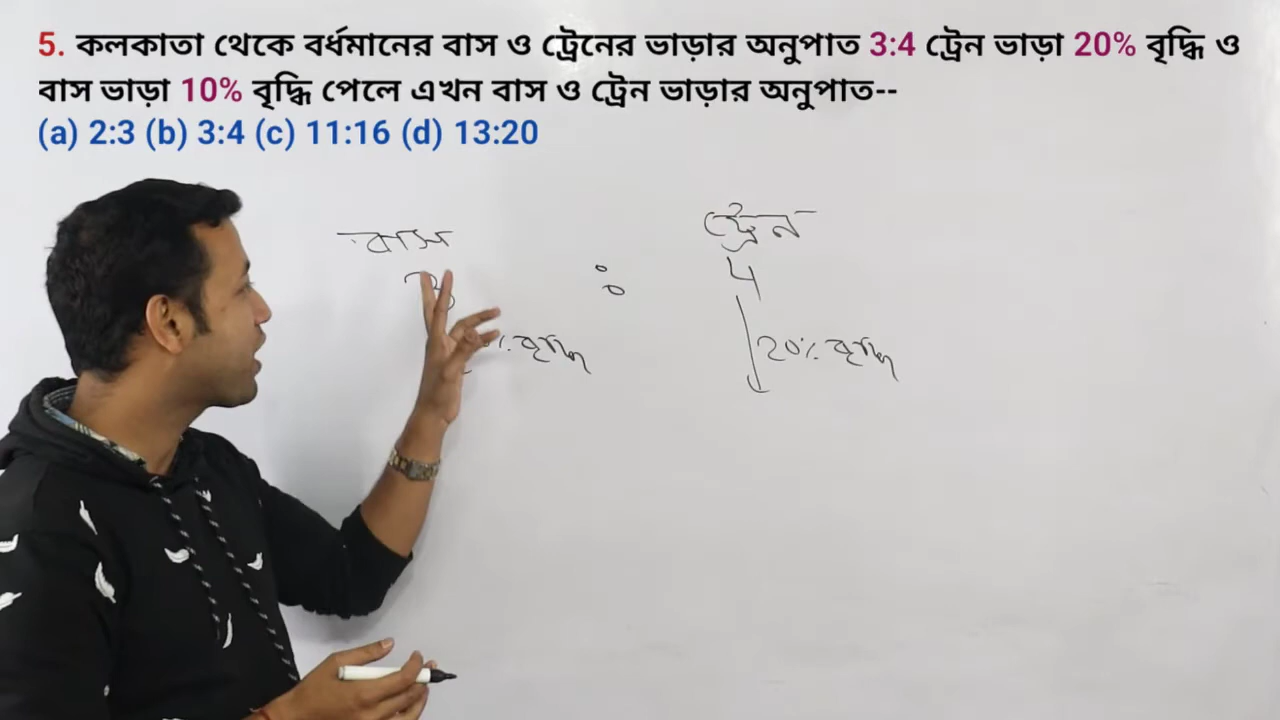 5. কলকাতা থেকে বর্ধমানের বাস ও ট্রেনের ভাড়ার অনুপাত 3:4 ট্রেন ভাড়া 20% বৃদ্ধি ও
বাস ভাড়া 10% বৃদ্ধি পেলে এখন বাস ও ট্রেন ভাড়ার অনুপাত--
(a) 2:3 (b) 3:4 (c) 11:16 (d) 13:20
বাস ট্রেন
3 : 4
% বৃদ্ধি 20% বৃদ্ধি